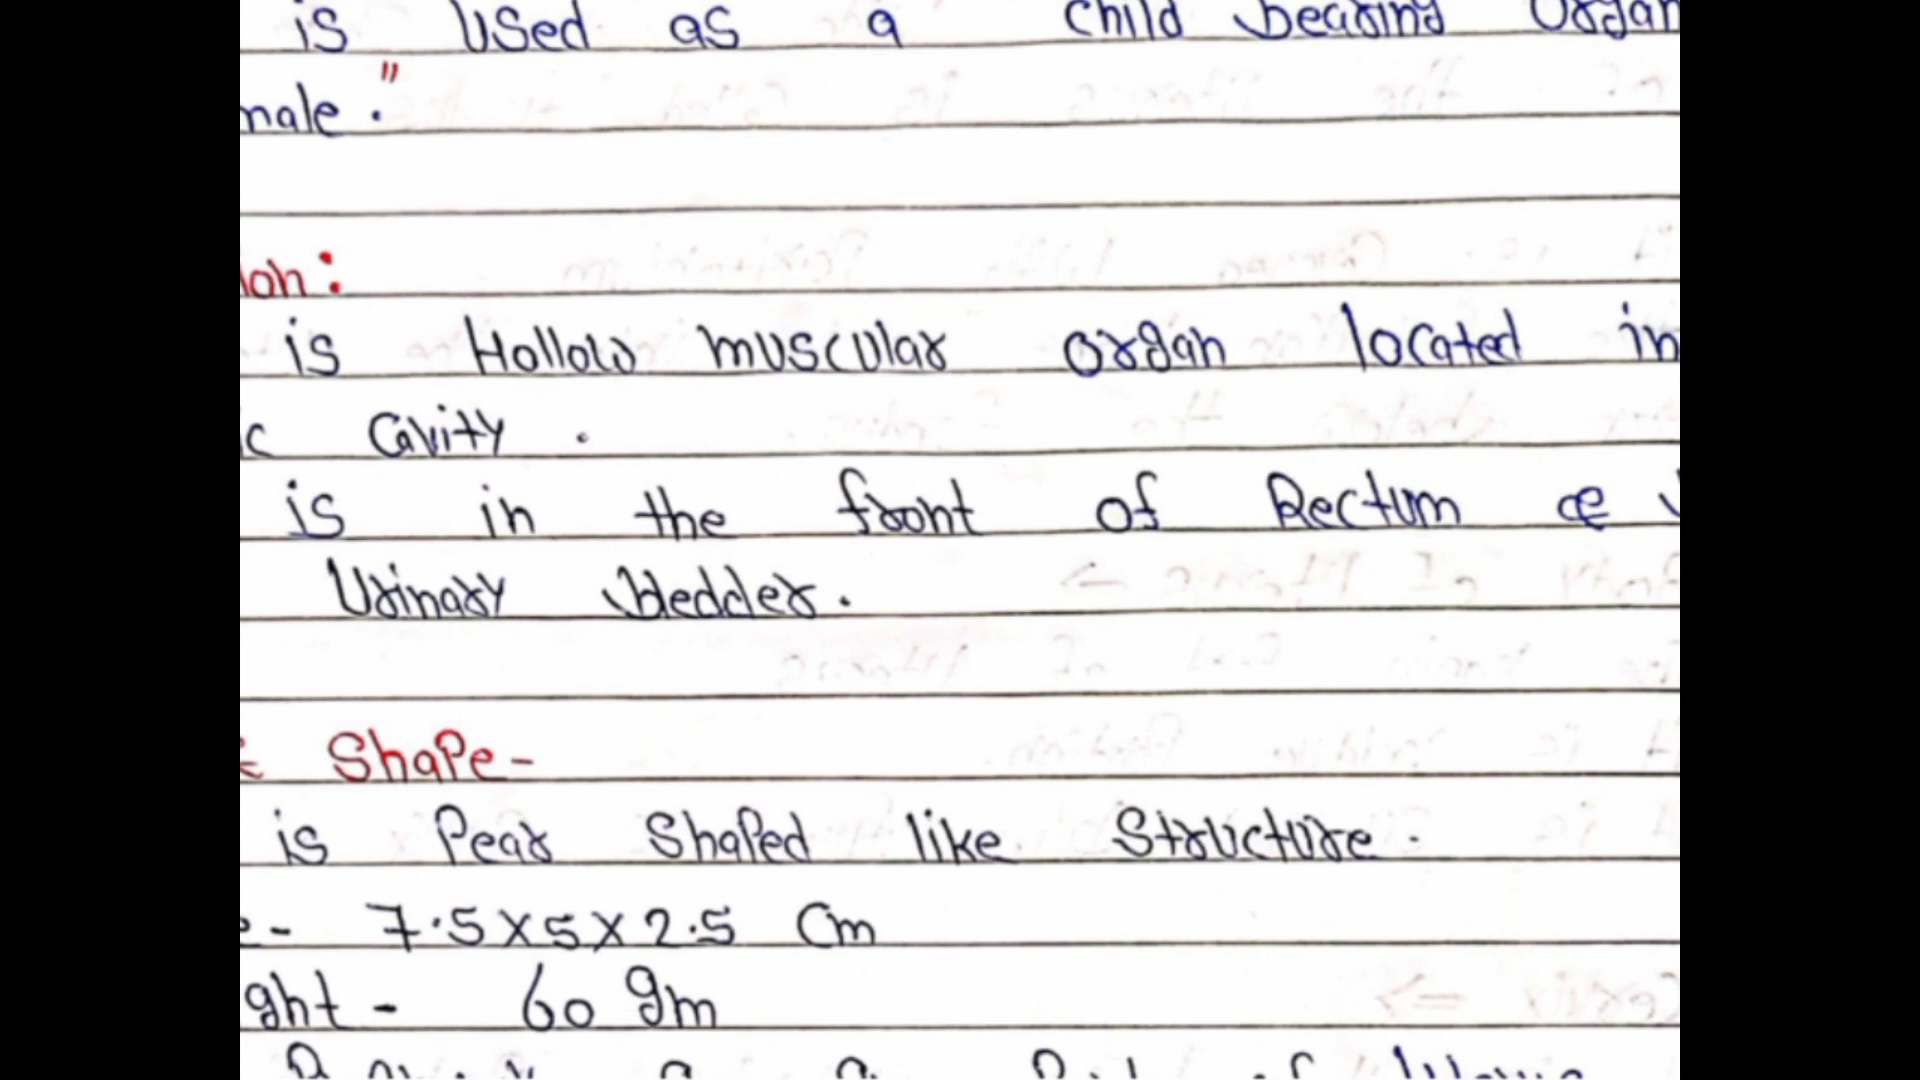 is Used as a child bearing organ
male."
ion:
is Hollow muscular organ located in
c Cavity .
is in the front of Rectum &
Urinary bledder.
& Shape-
is Pear Shaped like Structure.
e- 7.5x5x2.5 Cm
ght - 60 gm